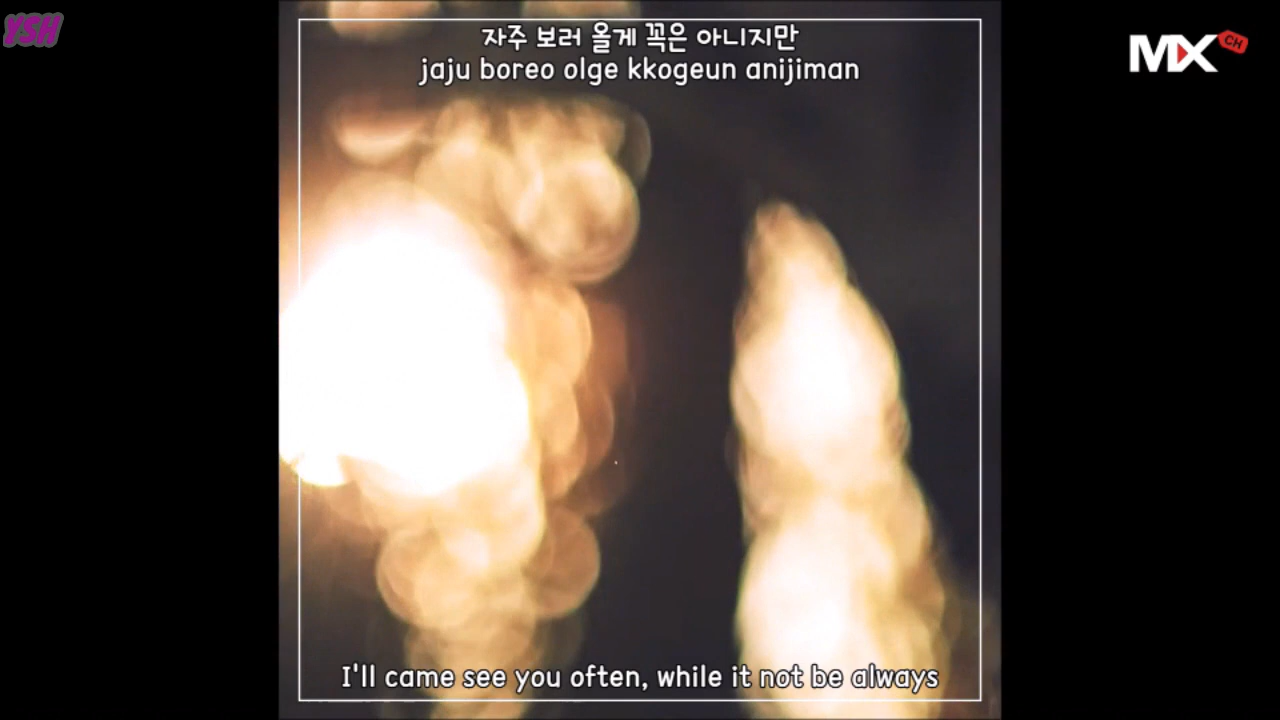 YSH
MX CH
자주 보러 올게 꼭은 아니지만
jaju boreo olge kkogeun anijiman
I'll came see you often, while it not be always